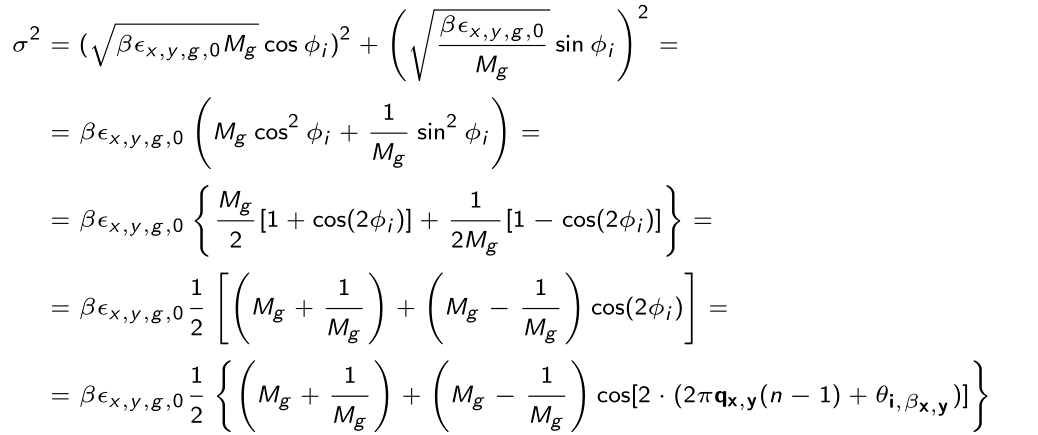 σ² = (√(βϵ_{x,y,g,0}M_g) cos ϕ_i)² + (√(βϵ_{x,y,g,0}/M_g) sin ϕ_i)² =
= βϵ_{x,y,g,0} (M_g cos² ϕ_i + 1/M_g sin² ϕ_i) =
= βϵ_{x,y,g,0} {M_g/2 [1 + cos(2ϕ_i)] + 1/(2M_g) [1 − cos(2ϕ_i)]} =
= βϵ_{x,y,g,0} 1/2 [(M_g + 1/M_g) + (M_g − 1/M_g) cos(2ϕ_i)] =
= βϵ_{x,y,g,0} 1/2 {(M_g + 1/M_g) + (M_g − 1/M_g) cos[2 · (2πq_{x,y}(n − 1) + θ_{i,β_{x,y}})]}